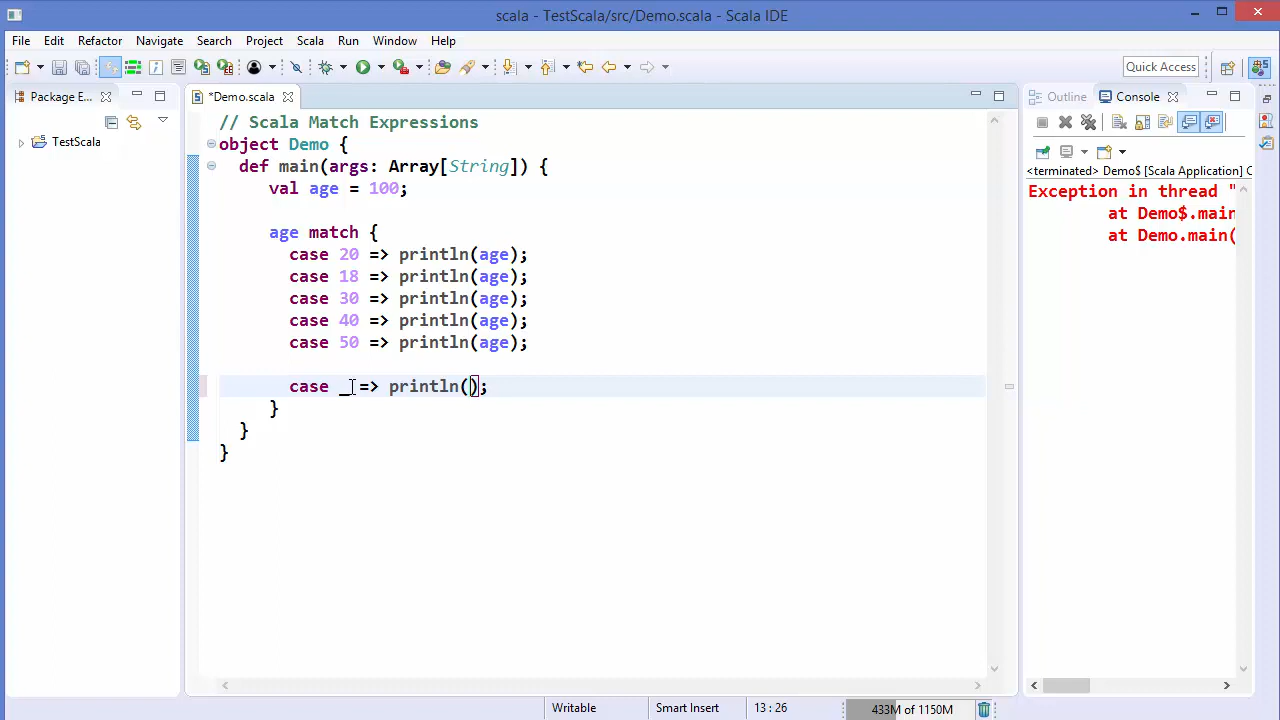 scala - TestScala/src/Demo.scala - Scala IDE
File Edit Refactor Navigate Search Project Scala Run Window Help
Quick Access
Package E...
*Demo.scala
Outline Console
TestScala
// Scala Match Expressions
object Demo {
def main(args: Array[String]) {
val age = 100;
age match {
case 20 => println(age);
case 18 => println(age);
case 30 => println(age);
case 40 => println(age);
case 50 => println(age);
case _ => println();
}
}
}
<terminated> Demo$ [Scala Application] C
Exception in thread "
at Demo$.main
at Demo.main(
Writable Smart Insert 13 : 26 433M of 1150M